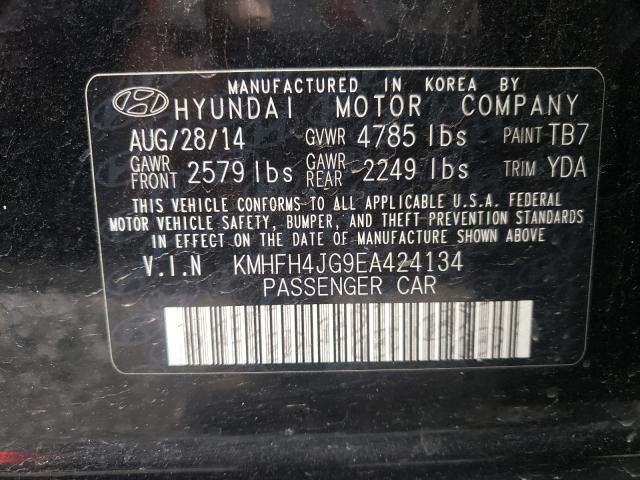 MANUFACTURED IN KOREA BY
HYUNDAI MOTOR COMPANY
AUG/28/14 GVWR 4785 lbs PAINT TB7
GAWR FRONT 2579 lbs GAWR REAR 2249 lbs TRIM YDA
THIS VEHICLE CONFORMS TO ALL APPLICABLE U.S.A. FEDERAL
MOTOR VEHICLE SAFETY, BUMPER, AND THEFT PREVENTION STANDARDS
IN EFFECT ON THE DATE OF MANUFACTURE SHOWN ABOVE.
V.I.N KMHFH4JG9EA424134
PASSENGER CAR